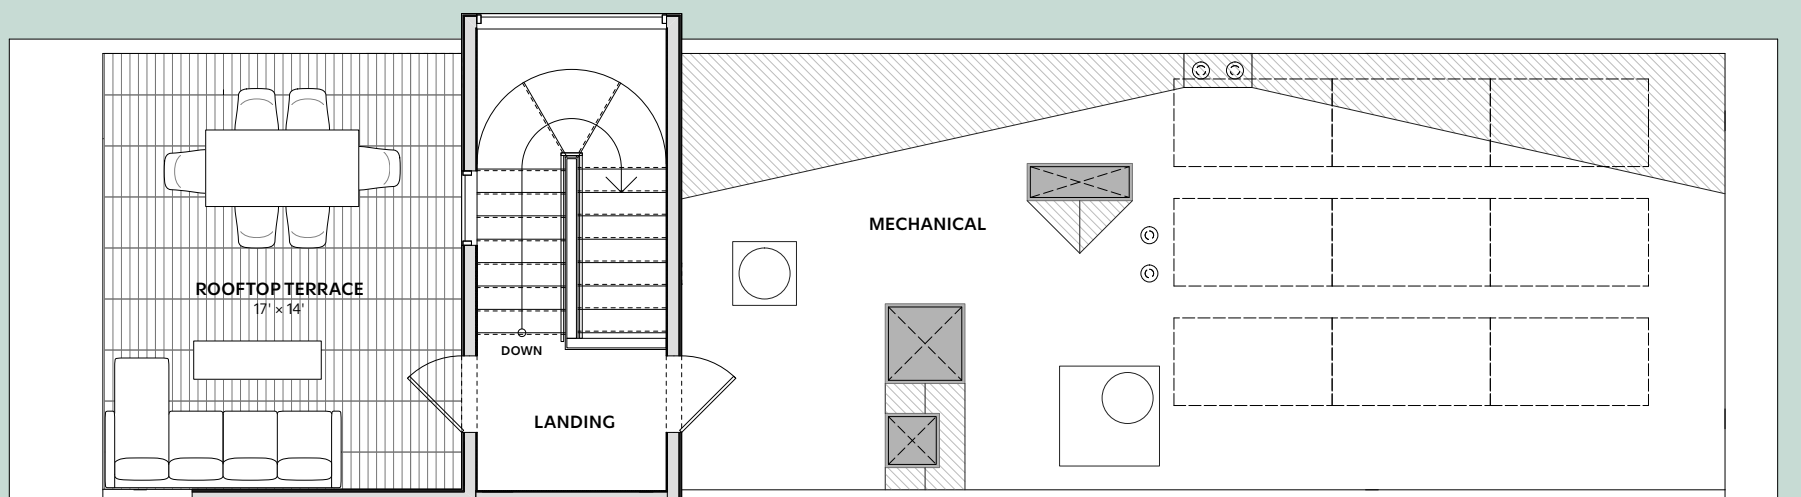 ROOFTOP TERRACE
17' × 14'
DOWN
LANDING
MECHANICAL